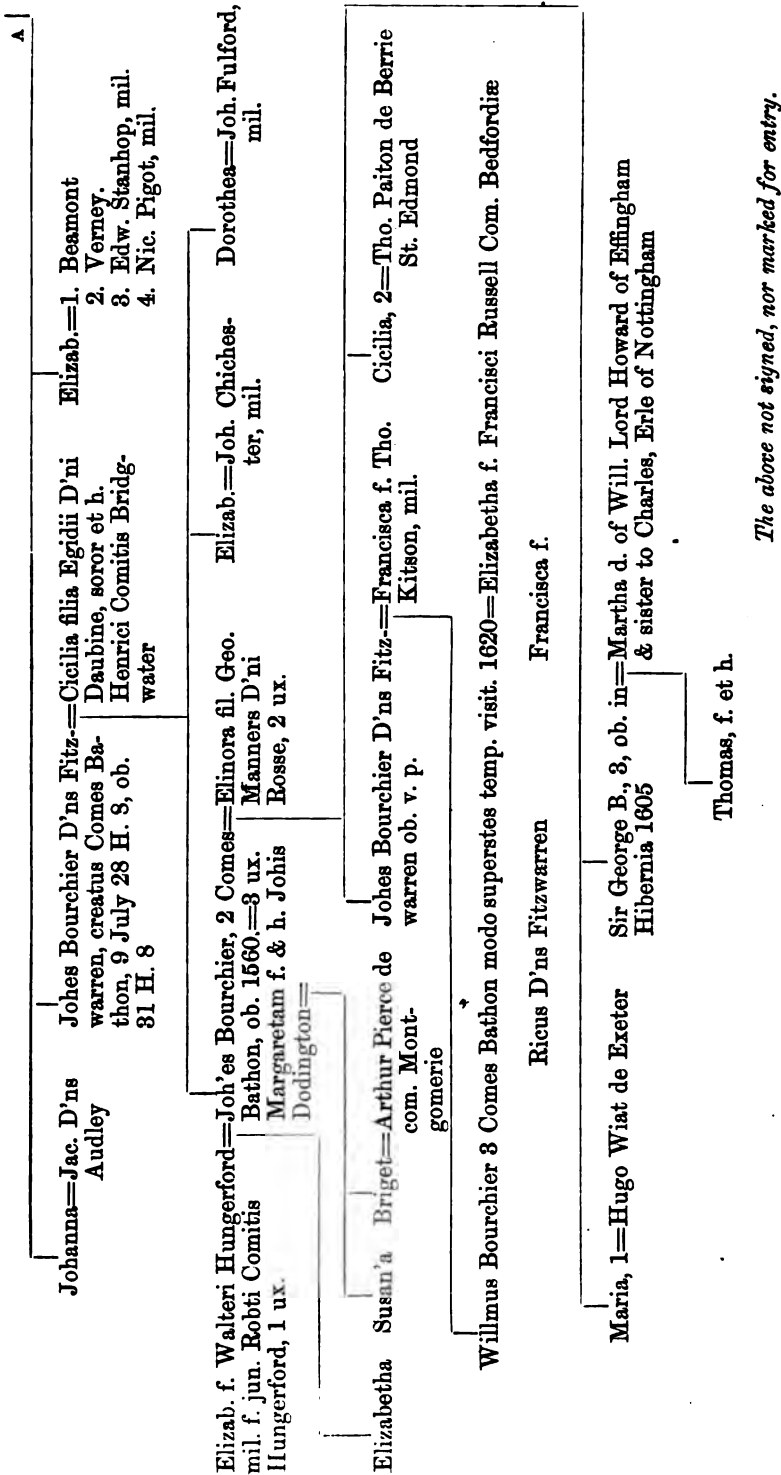 A
Johanna=Jac. D'ns
Audley
Johes Bourchier D'ns Fitz-=Cicilia filia Egidii D'ni
warren, creatus Comes Ba-
thon, 9 July 28 H. 8, ob.
31 H. 8
Daubine, soror et h.
Henrici Comitis Bridg-
water
Elizab.=1. Beamont
2. Verney.
3. Edw. Stanhop, mil.
4. Nic. Pigot, mil.
Elizab. f. Walteri Hungerford=Joh'es Bourchier, 2 Comes=Elinora fil. Geo.
mil. f. jun. Robti Comitis
Hungerford, 1 ux.
Bathon, ob. 1560.=3 ux.
Margaretam f. & h. Johis
Dodington=
Manners D'ni
Rosse, 2 ux.
Elizab.=Joh. Chiches-
ter, mil.
Dorothea=Joh. Fulford,
mil.
Elizabetha
Susan'a
Briget=Arthur Pierce de
com. Mont-
gomerie
Johes Bourchier D'ns Fitz-=Francisca f. Tho.
warren ob. v. p.
Kitson, mil.
Cicilia, 2=Tho. Paiton de Berrie
St. Edmond
Willmus Bourchier 3 Comes Bathon modo superstes temp. visit. 1620=Elizabetha f. Francisci Russell Com. Bedfordiæ
Ricus D'ns Fitzwarren
Francisca f.
Maria, 1=Hugo Wiat de Exeter
Sir George B., 3, ob. in=Martha d. of Will. Lord Howard of Effingham
Hibernia 1605
& sister to Charles, Erle of Nottingham
Thomas, f. et h.
The above not signed, nor marked for entry.